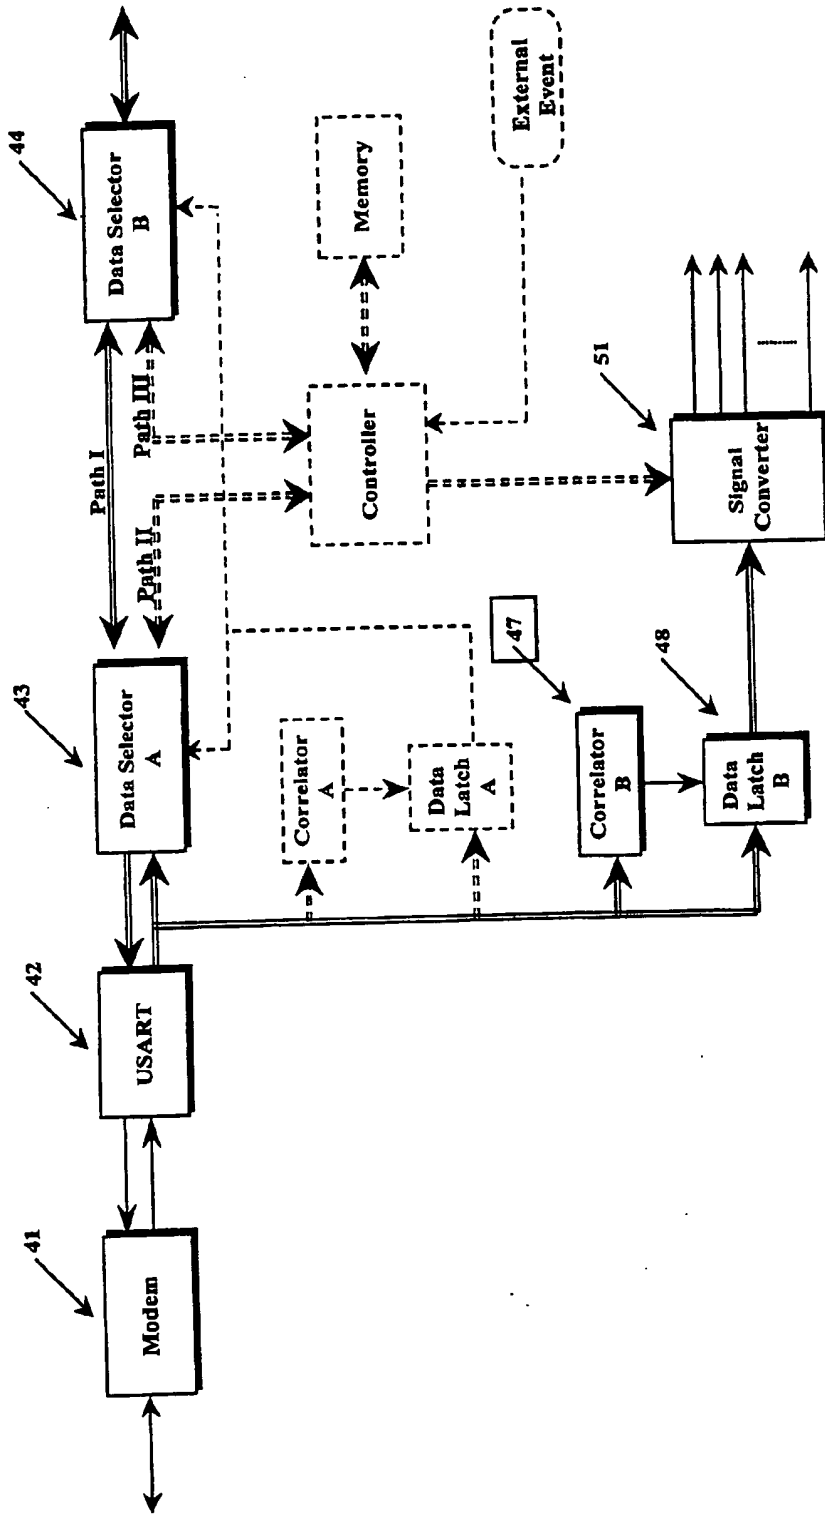 41
Modem
42
USART
43
Data Selector
A
44
Data Selector
B
Path I
Path II
Path III
Correlator
A
Data
Latch
A
Controller
Memory
External
Event
47
Correlator
B
48
Data
Latch
B
51
Signal
Converter